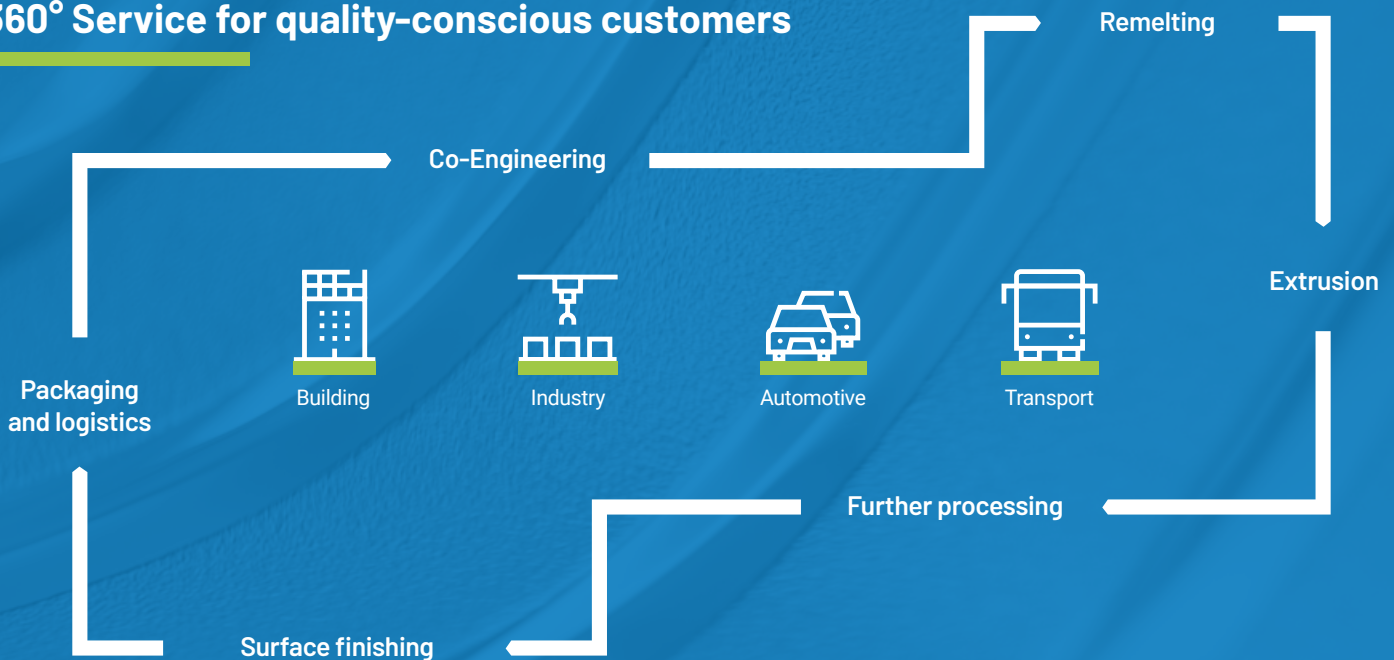 360° Service for quality-conscious customers
Remelting
Co-Engineering
Extrusion
Building
Industry
Automotive
Transport
Packaging
and logistics
Further processing
Surface finishing